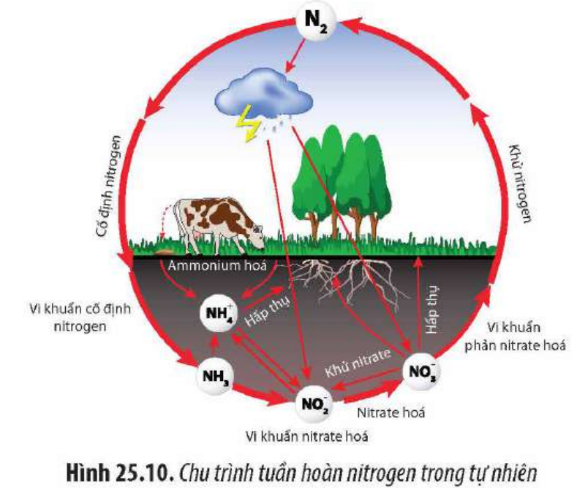 N₂
Cố định nitrogen
Khử nitrogen
Ammonium hoá
Vi khuẩn cố định
nitrogen
NH₄⁺
Hấp thụ
Hấp thụ
Vi khuẩn
phản nitrate hoá
NH₃
Khử nitrate
NO₃⁻
NO₂⁻
Nitrate hoá
Vi khuẩn nitrate hoá
Hình 25.10. Chu trình tuần hoàn nitrogen trong tự nhiên